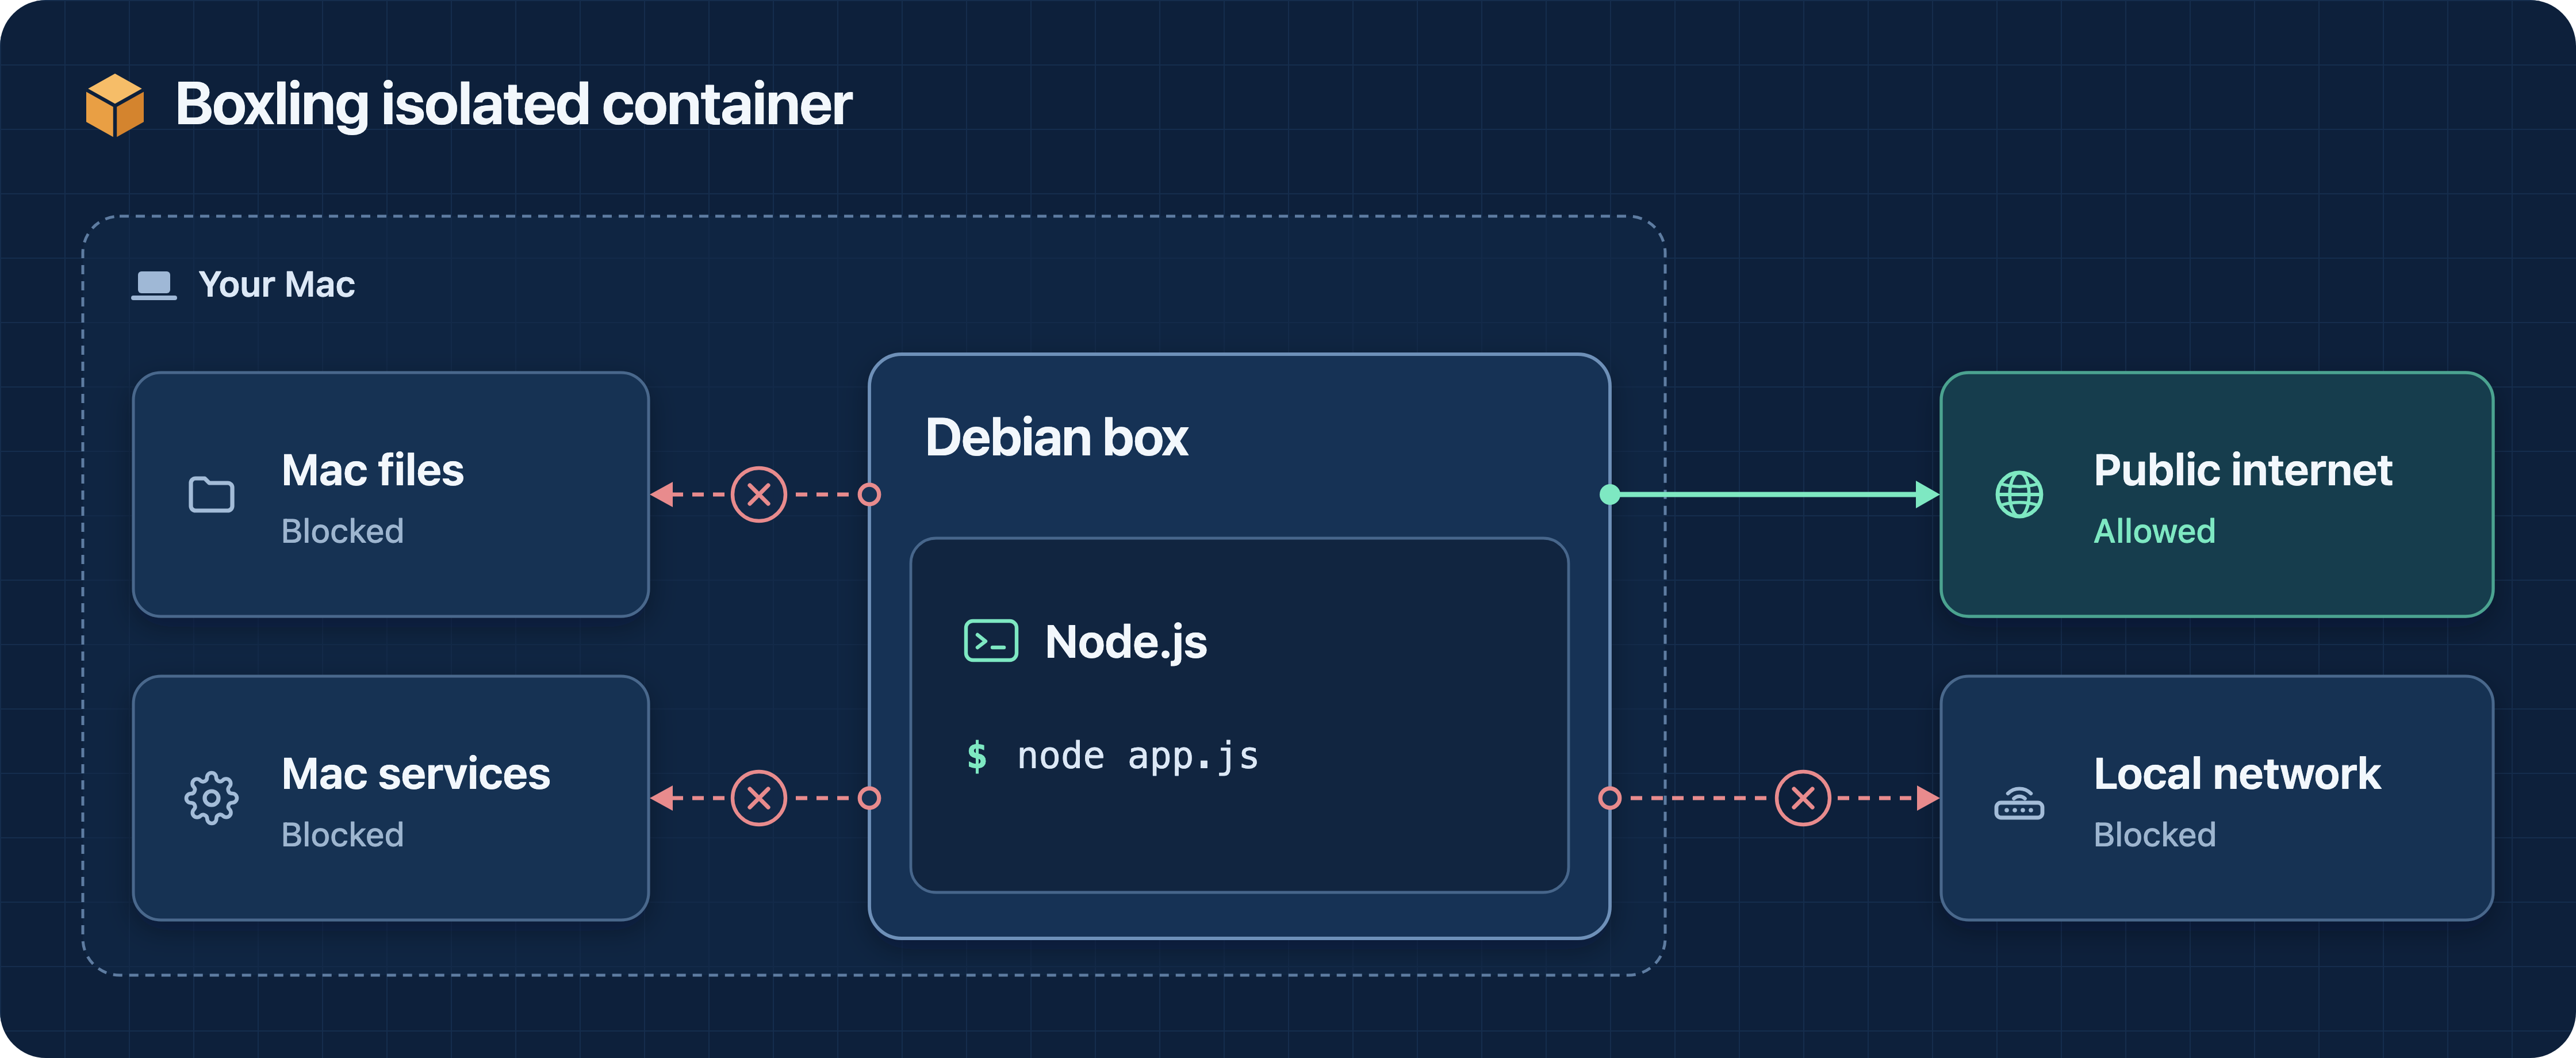 Boxling isolated container
Your Mac
Mac files
Blocked
Mac services
Blocked
Debian box
>_ Node.js
$ node app.js
Public internet
Allowed
Local network
Blocked